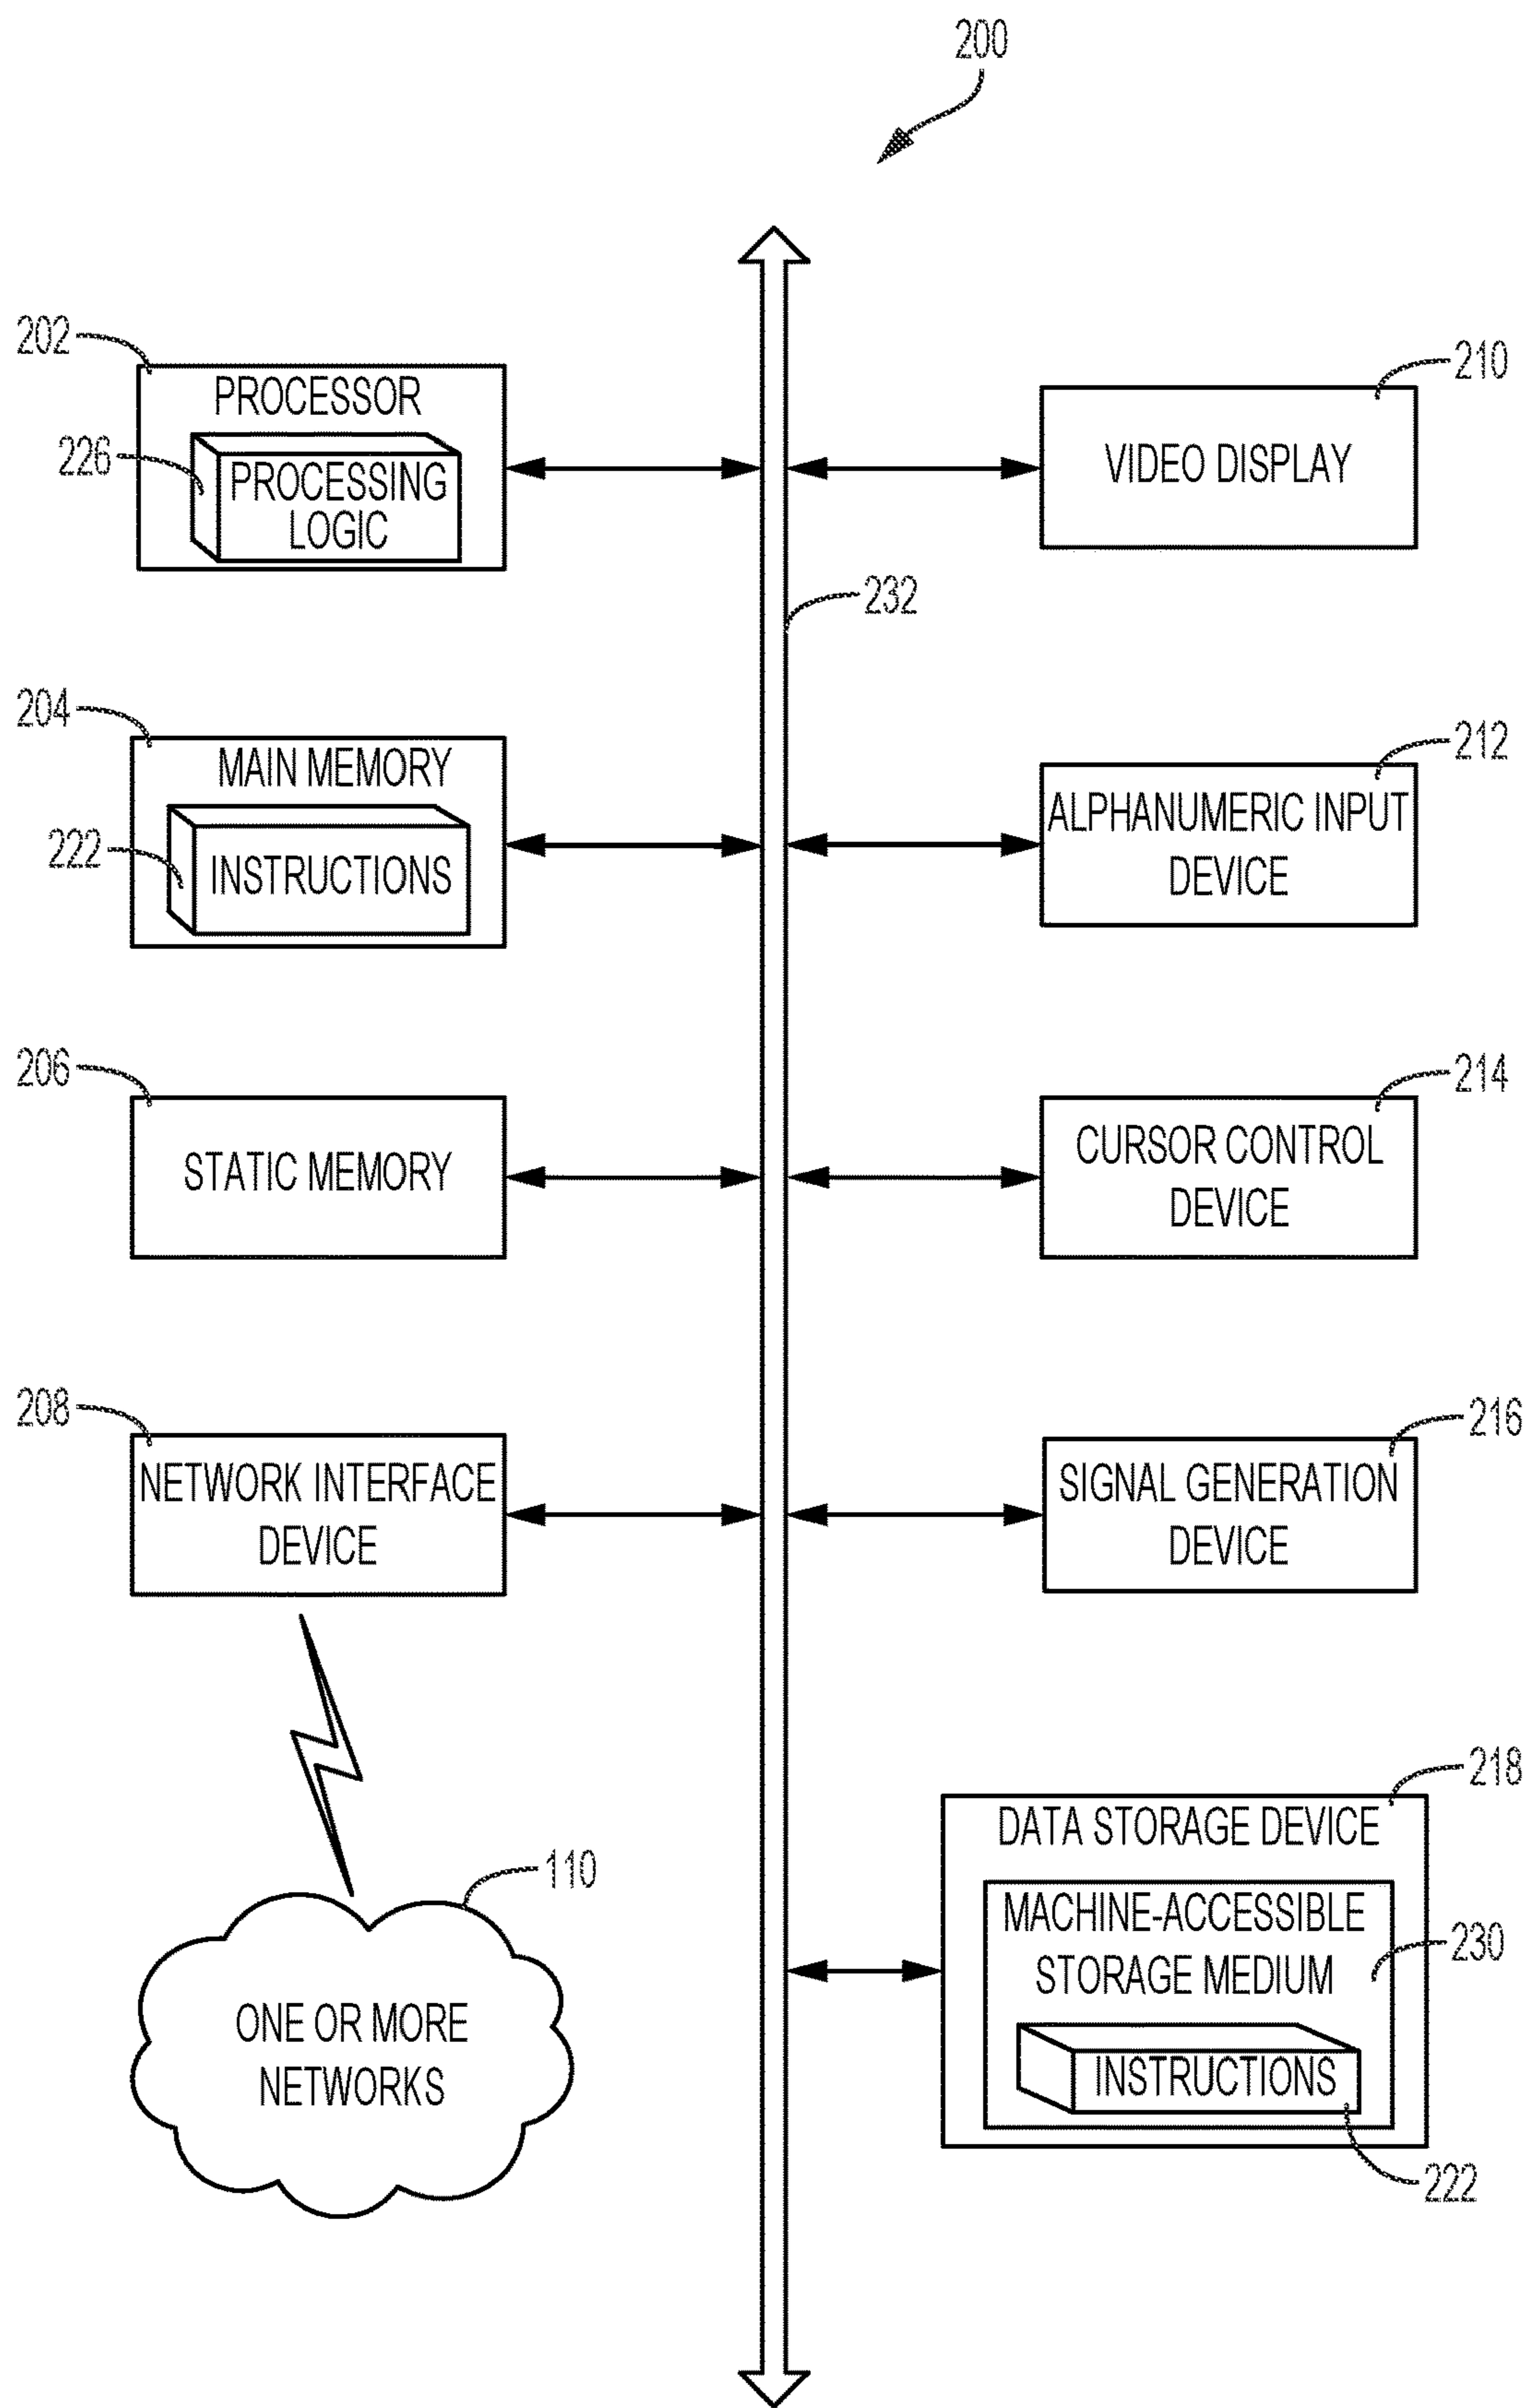 200
202
PROCESSOR
226
PROCESSING
LOGIC
210
VIDEO DISPLAY
232
204
MAIN MEMORY
222
INSTRUCTIONS
212
ALPHANUMERIC INPUT
DEVICE
206
STATIC MEMORY
214
CURSOR CONTROL
DEVICE
208
NETWORK INTERFACE
DEVICE
216
SIGNAL GENERATION
DEVICE
110
ONE OR MORE
NETWORKS
218
DATA STORAGE DEVICE
MACHINE-ACCESSIBLE
STORAGE MEDIUM
230
INSTRUCTIONS
222